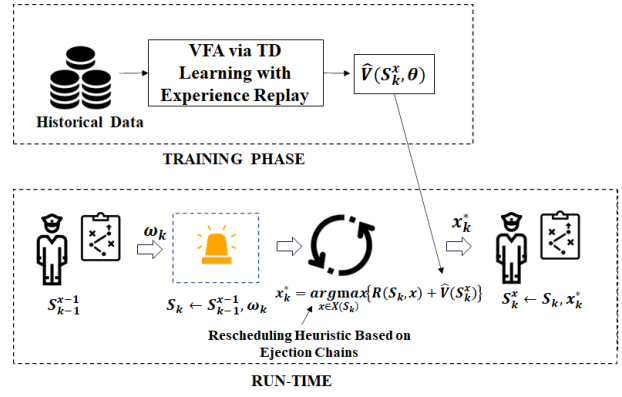 VFA via TD
Learning with
Experience Replay
V̂(S_k^x, θ)
Historical Data
TRAINING PHASE
ω_k
x_k^*
S_{k-1}^{x-1}
S_k ← S_{k-1}^{x-1}, ω_k
x_k^* = argmax_{x∈X(S_k)}{R(S_k, x) + V̂(S_k^x)}
S_k^x ← S_k, x_k^*
Rescheduling Heuristic Based on
Ejection Chains
RUN-TIME